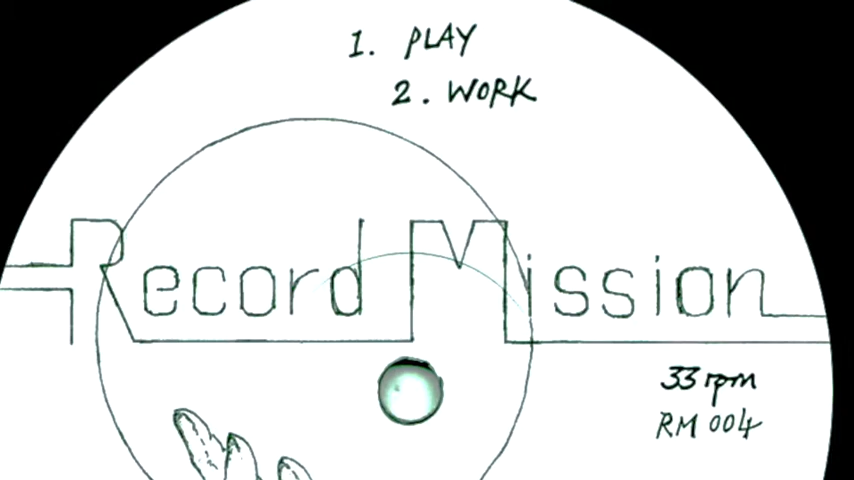 1. PLAY
2. WORK
Record Mission
33 rpm
RM 004